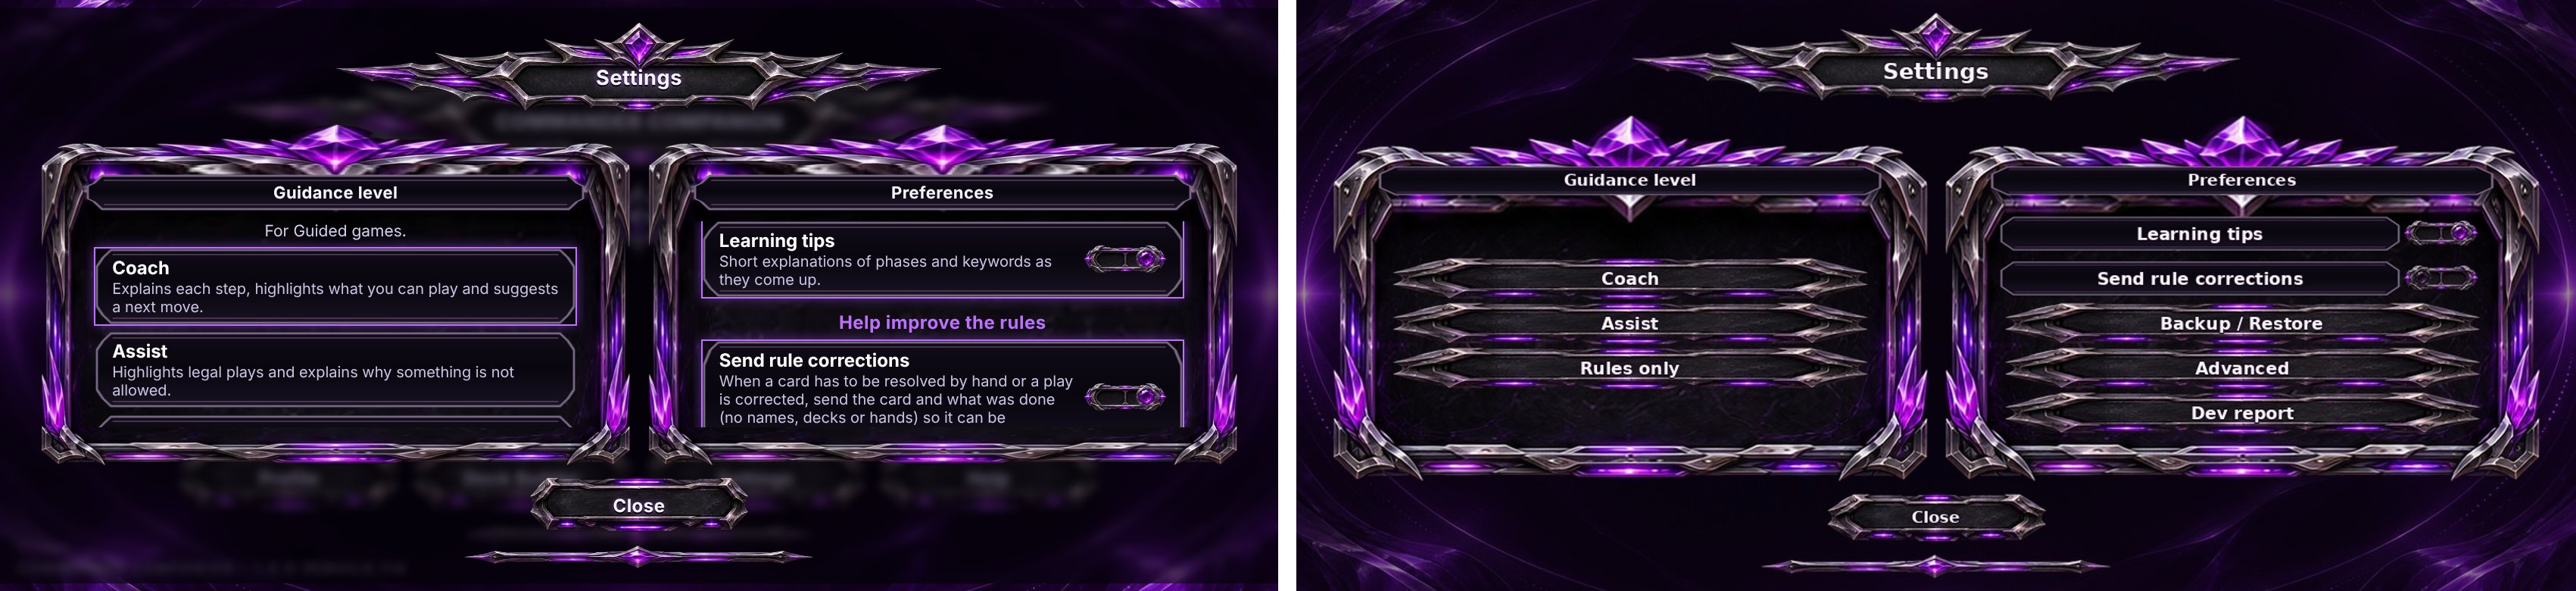 Settings
COMMANDER COMPANION
Guidance level
For Guided games.
Coach
Explains each step, highlights what you can play and suggests
a next move.
Assist
Highlights legal plays and explains why something is not
allowed.
Preferences
Learning tips
Short explanations of phases and keywords as
they come up.
Help improve the rules
Send rule corrections
When a card has to be resolved by hand or a play
is corrected, send the card and what was done
(no names, decks or hands) so it can be
Close
Settings
Guidance level
Coach
Assist
Rules only
Preferences
Learning tips
Send rule corrections
Backup / Restore
Advanced
Dev report
Close